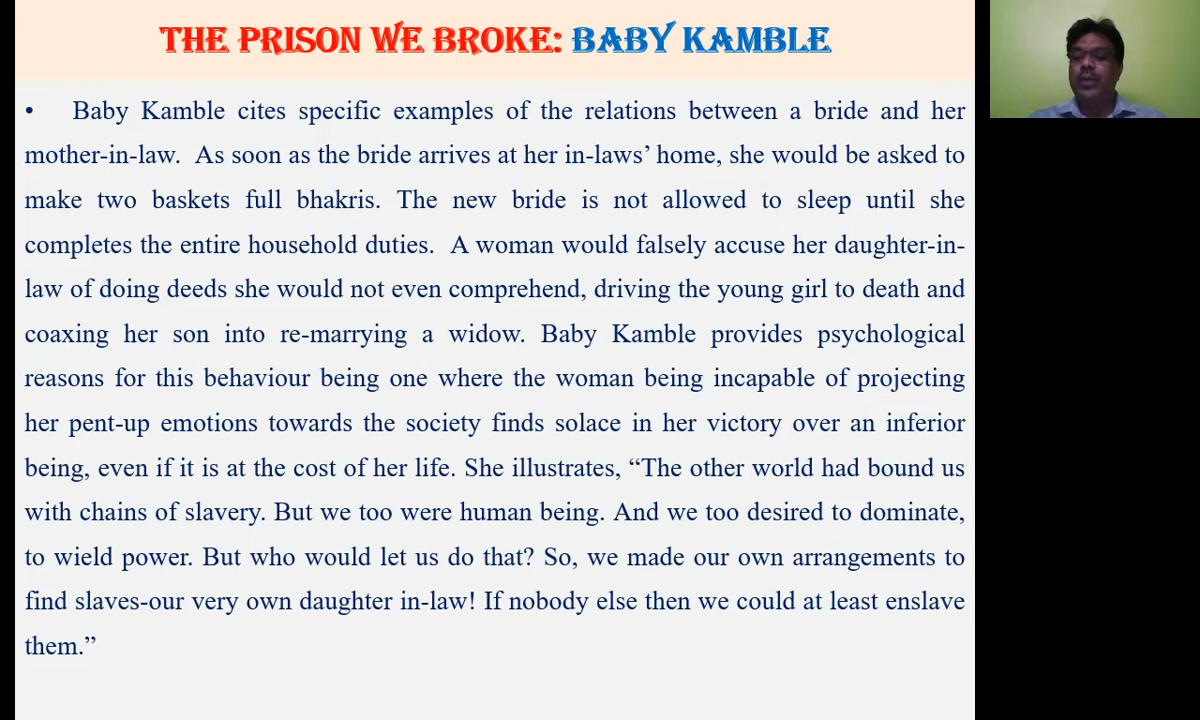 THE PRISON WE BROKE: BABY KAMBLE
• Baby Kamble cites specific examples of the relations between a bride and her
mother-in-law. As soon as the bride arrives at her in-laws’ home, she would be asked to
make two baskets full bhakris. The new bride is not allowed to sleep until she
completes the entire household duties. A woman would falsely accuse her daughter-in-
law of doing deeds she would not even comprehend, driving the young girl to death and
coaxing her son into re-marrying a widow. Baby Kamble provides psychological
reasons for this behaviour being one where the woman being incapable of projecting
her pent-up emotions towards the society finds solace in her victory over an inferior
being, even if it is at the cost of her life. She illustrates, “The other world had bound us
with chains of slavery. But we too were human being. And we too desired to dominate,
to wield power. But who would let us do that? So, we made our own arrangements to
find slaves-our very own daughter in-law! If nobody else then we could at least enslave
them.”